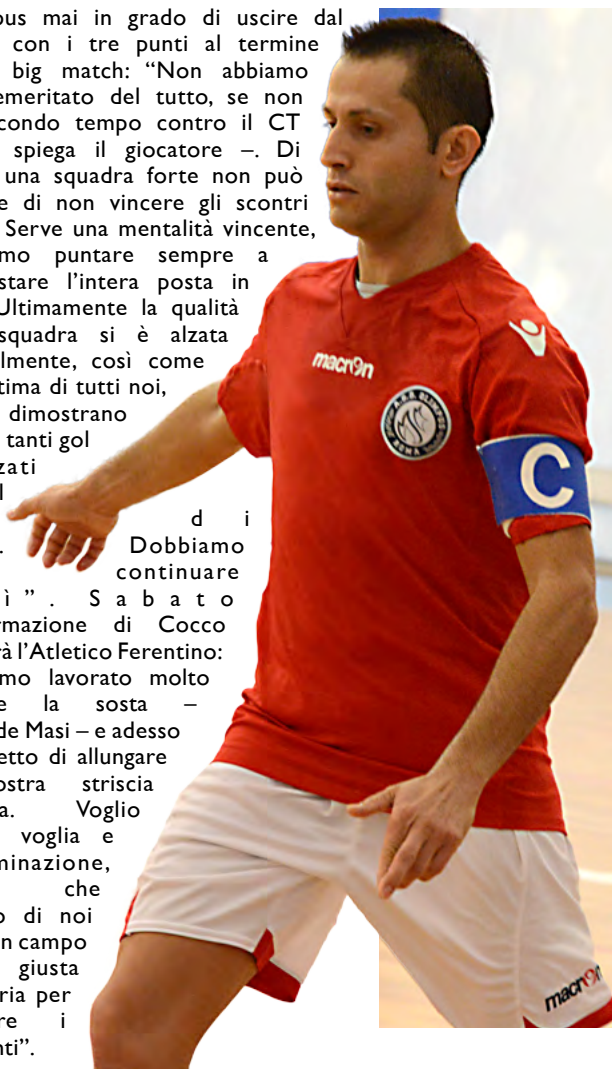 pus mai in grado di uscire dal
con i tre punti al termine
big match: “Non abbiamo
emeritato del tutto, se non
condo tempo contro il CT
spiega il giocatore –. Di
una squadra forte non può
e di non vincere gli scontri
Serve una mentalità vincente,
mo puntare sempre a
stare l’intera posta in
Ultimamente la qualità
squadra si è alzata
lmente, così come
tima di tutti noi,
dimostrano
tanti gol
zati
l
di
. Dobbiamo
continuare
ì”. Sabato
rmazione di Cocco
rà l’Atletico Ferentino:
mo lavorato molto
e la sosta –
de Masi – e adesso
etto di allungare
ostra striscia
a. Voglio
voglia e
minazione,
che
o di noi
n campo
giusta
ria per
re i
nti”.
macron
A.S.D. OLIMPUS
ROMA
C
macron